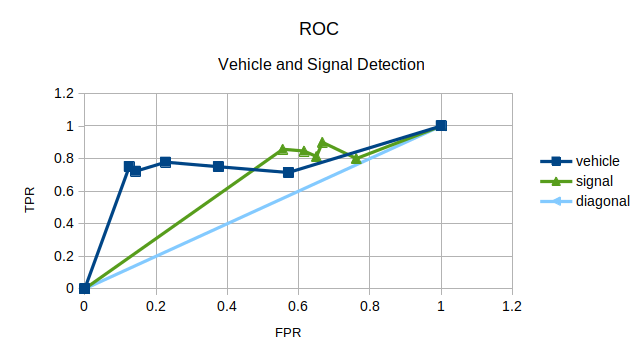 ROC
Vehicle and Signal Detection
1.2
1
0.8
0.6
0.4
0.2
0
TPR
0 0.2 0.4 0.6 0.8 1 1.2
FPR
vehicle
signal
diagonal